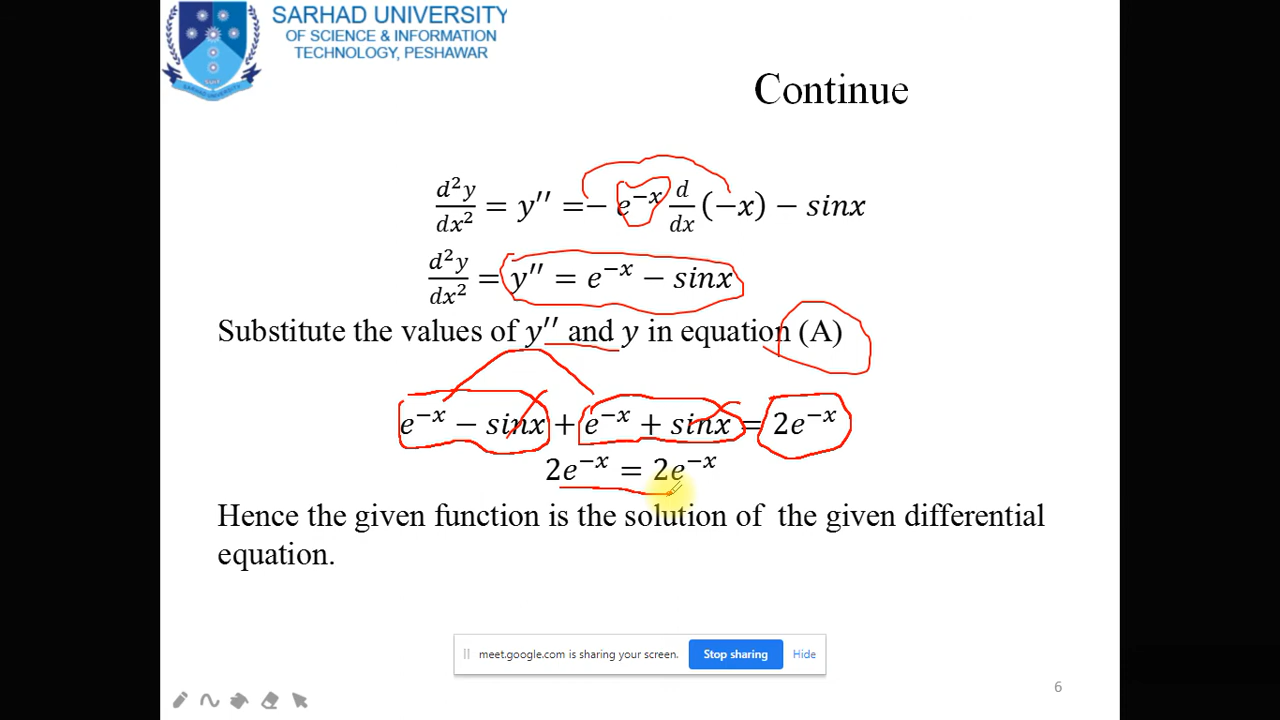 SARHAD UNIVERSITY
OF SCIENCE & INFORMATION
TECHNOLOGY, PESHAWAR
Continue
d²y/dx² = y′′ =− e⁻ˣ d/dx (−x) − sinx
d²y/dx² = y′′ = e⁻ˣ − sinx
Substitute the values of y′′ and y in equation (A)
e⁻ˣ − sinx + e⁻ˣ + sinx = 2e⁻ˣ
2e⁻ˣ = 2e⁻ˣ
Hence the given function is the solution of the given differential
equation.
meet.google.com is sharing your screen. Stop sharing Hide
6